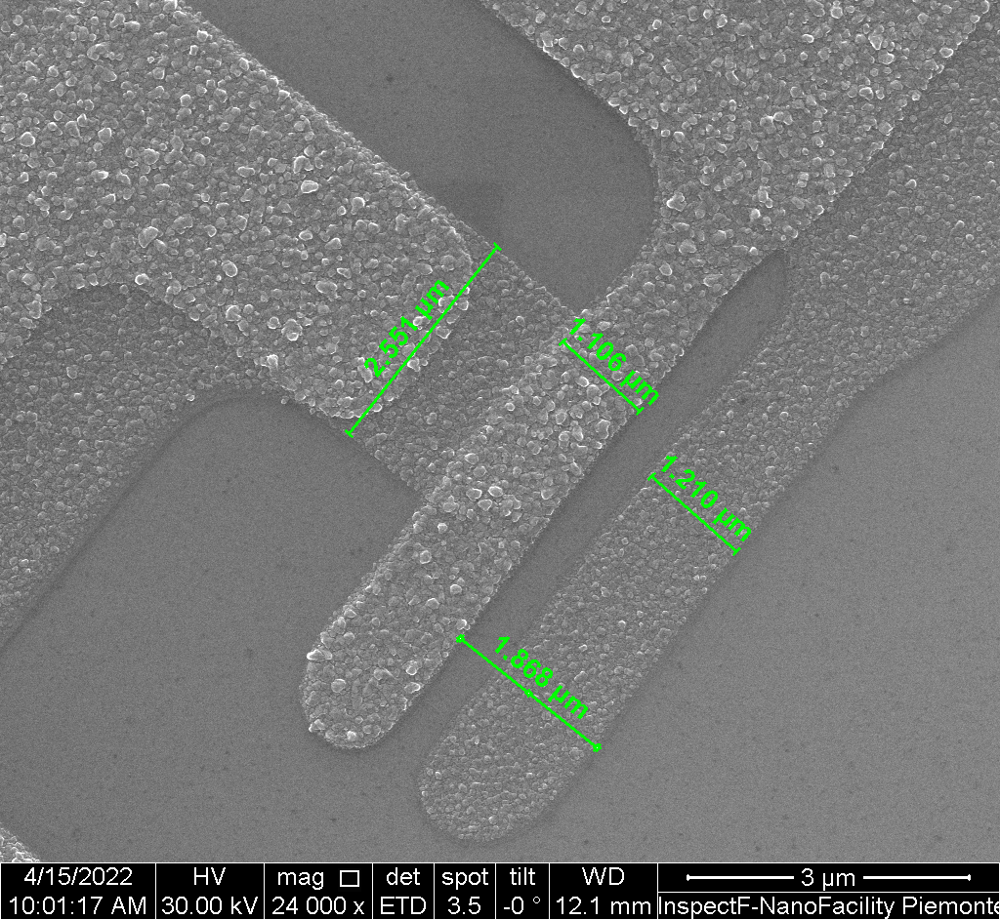 2.567 µm
1.106 µm
1.210 µm
1.868 µm
4/15/2022 HV mag det spot tilt WD 3 µm
10:01:17 AM 30.00 kV 24 000 x ETD 3.5 -0 ° 12.1 mm InspectF-NanoFacility Piemonte